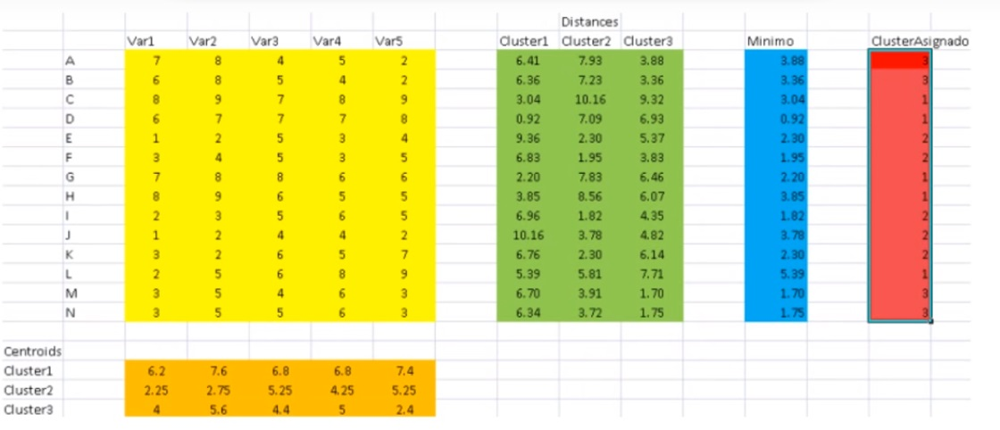 Distances
Var1 Var2 Var3 Var4 Var5 Cluster1 Cluster2 Cluster3 Minimo ClusterAsignado
A 7 8 4 5 2 6.41 7.93 3.88 3.88 3
B 6 8 5 4 2 6.36 7.23 3.36 3.36 3
C 8 9 7 8 9 3.04 10.16 9.32 3.04 1
D 6 7 7 7 8 0.92 7.09 6.93 0.92 1
E 1 2 5 3 4 9.36 2.30 5.37 2.30 2
F 3 4 5 3 5 6.83 1.95 3.83 1.95 2
G 7 8 8 6 6 2.20 7.83 6.46 2.20 1
H 8 9 6 5 5 3.85 8.56 6.07 3.85 1
I 2 3 5 6 5 6.96 1.82 4.35 1.82 2
J 1 2 4 4 2 10.16 3.78 4.82 3.78 2
K 3 2 6 5 7 6.76 2.30 6.14 2.30 2
L 2 5 6 8 9 5.39 5.81 7.71 5.39 1
M 3 5 4 6 3 6.70 3.91 1.70 1.70 3
N 3 5 5 6 3 6.34 3.72 1.75 1.75 3
Centroids
Cluster1 6.2 7.6 6.8 6.8 7.4
Cluster2 2.25 2.75 5.25 4.25 5.25
Cluster3 4 5.6 4.4 5 2.4